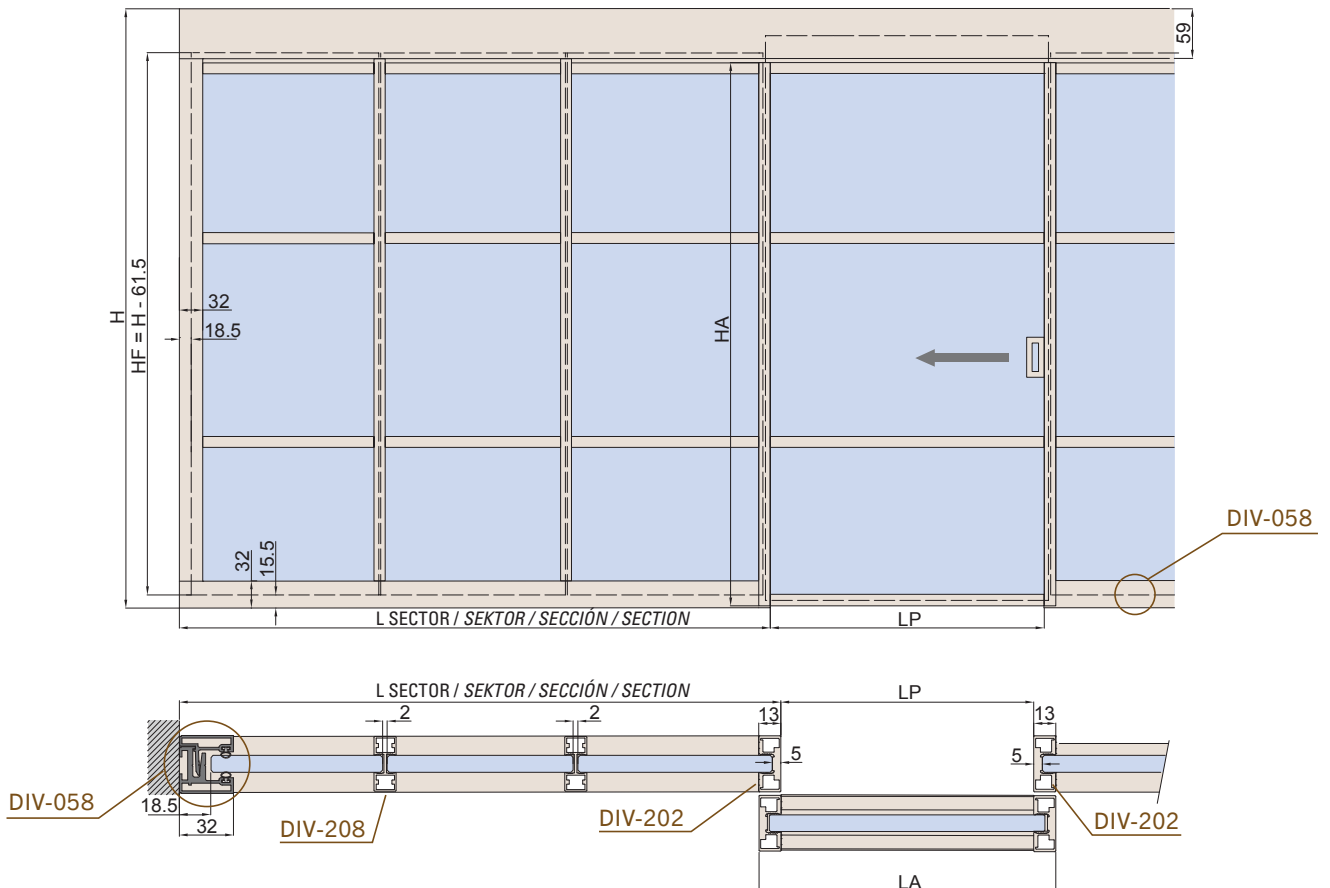 59
H
HF = H - 61.5
32
18.5
HA
32
15.5
DIV-058
L SECTOR / SEKTOR / SECCIÓN / SECTION
LP
L SECTOR / SEKTOR / SECCIÓN / SECTION
LP
2
2
13
13
5
5
DIV-058
18.5
32
DIV-208
DIV-202
DIV-202
LA